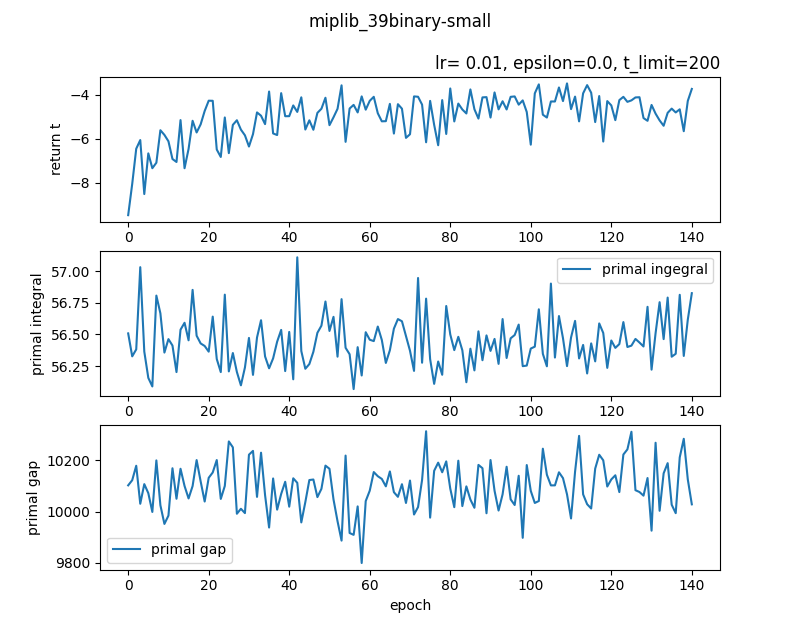 miplib_39binary-small
lr= 0.01, epsilon=0.0, t_limit=200
return t
−4
−6
−8
0 20 40 60 80 100 120 140
primal integral
57.00
56.75
56.50
56.25
primal ingegral
0 20 40 60 80 100 120 140
primal gap
10200
10000
9800
primal gap
0 20 40 60 80 100 120 140
epoch